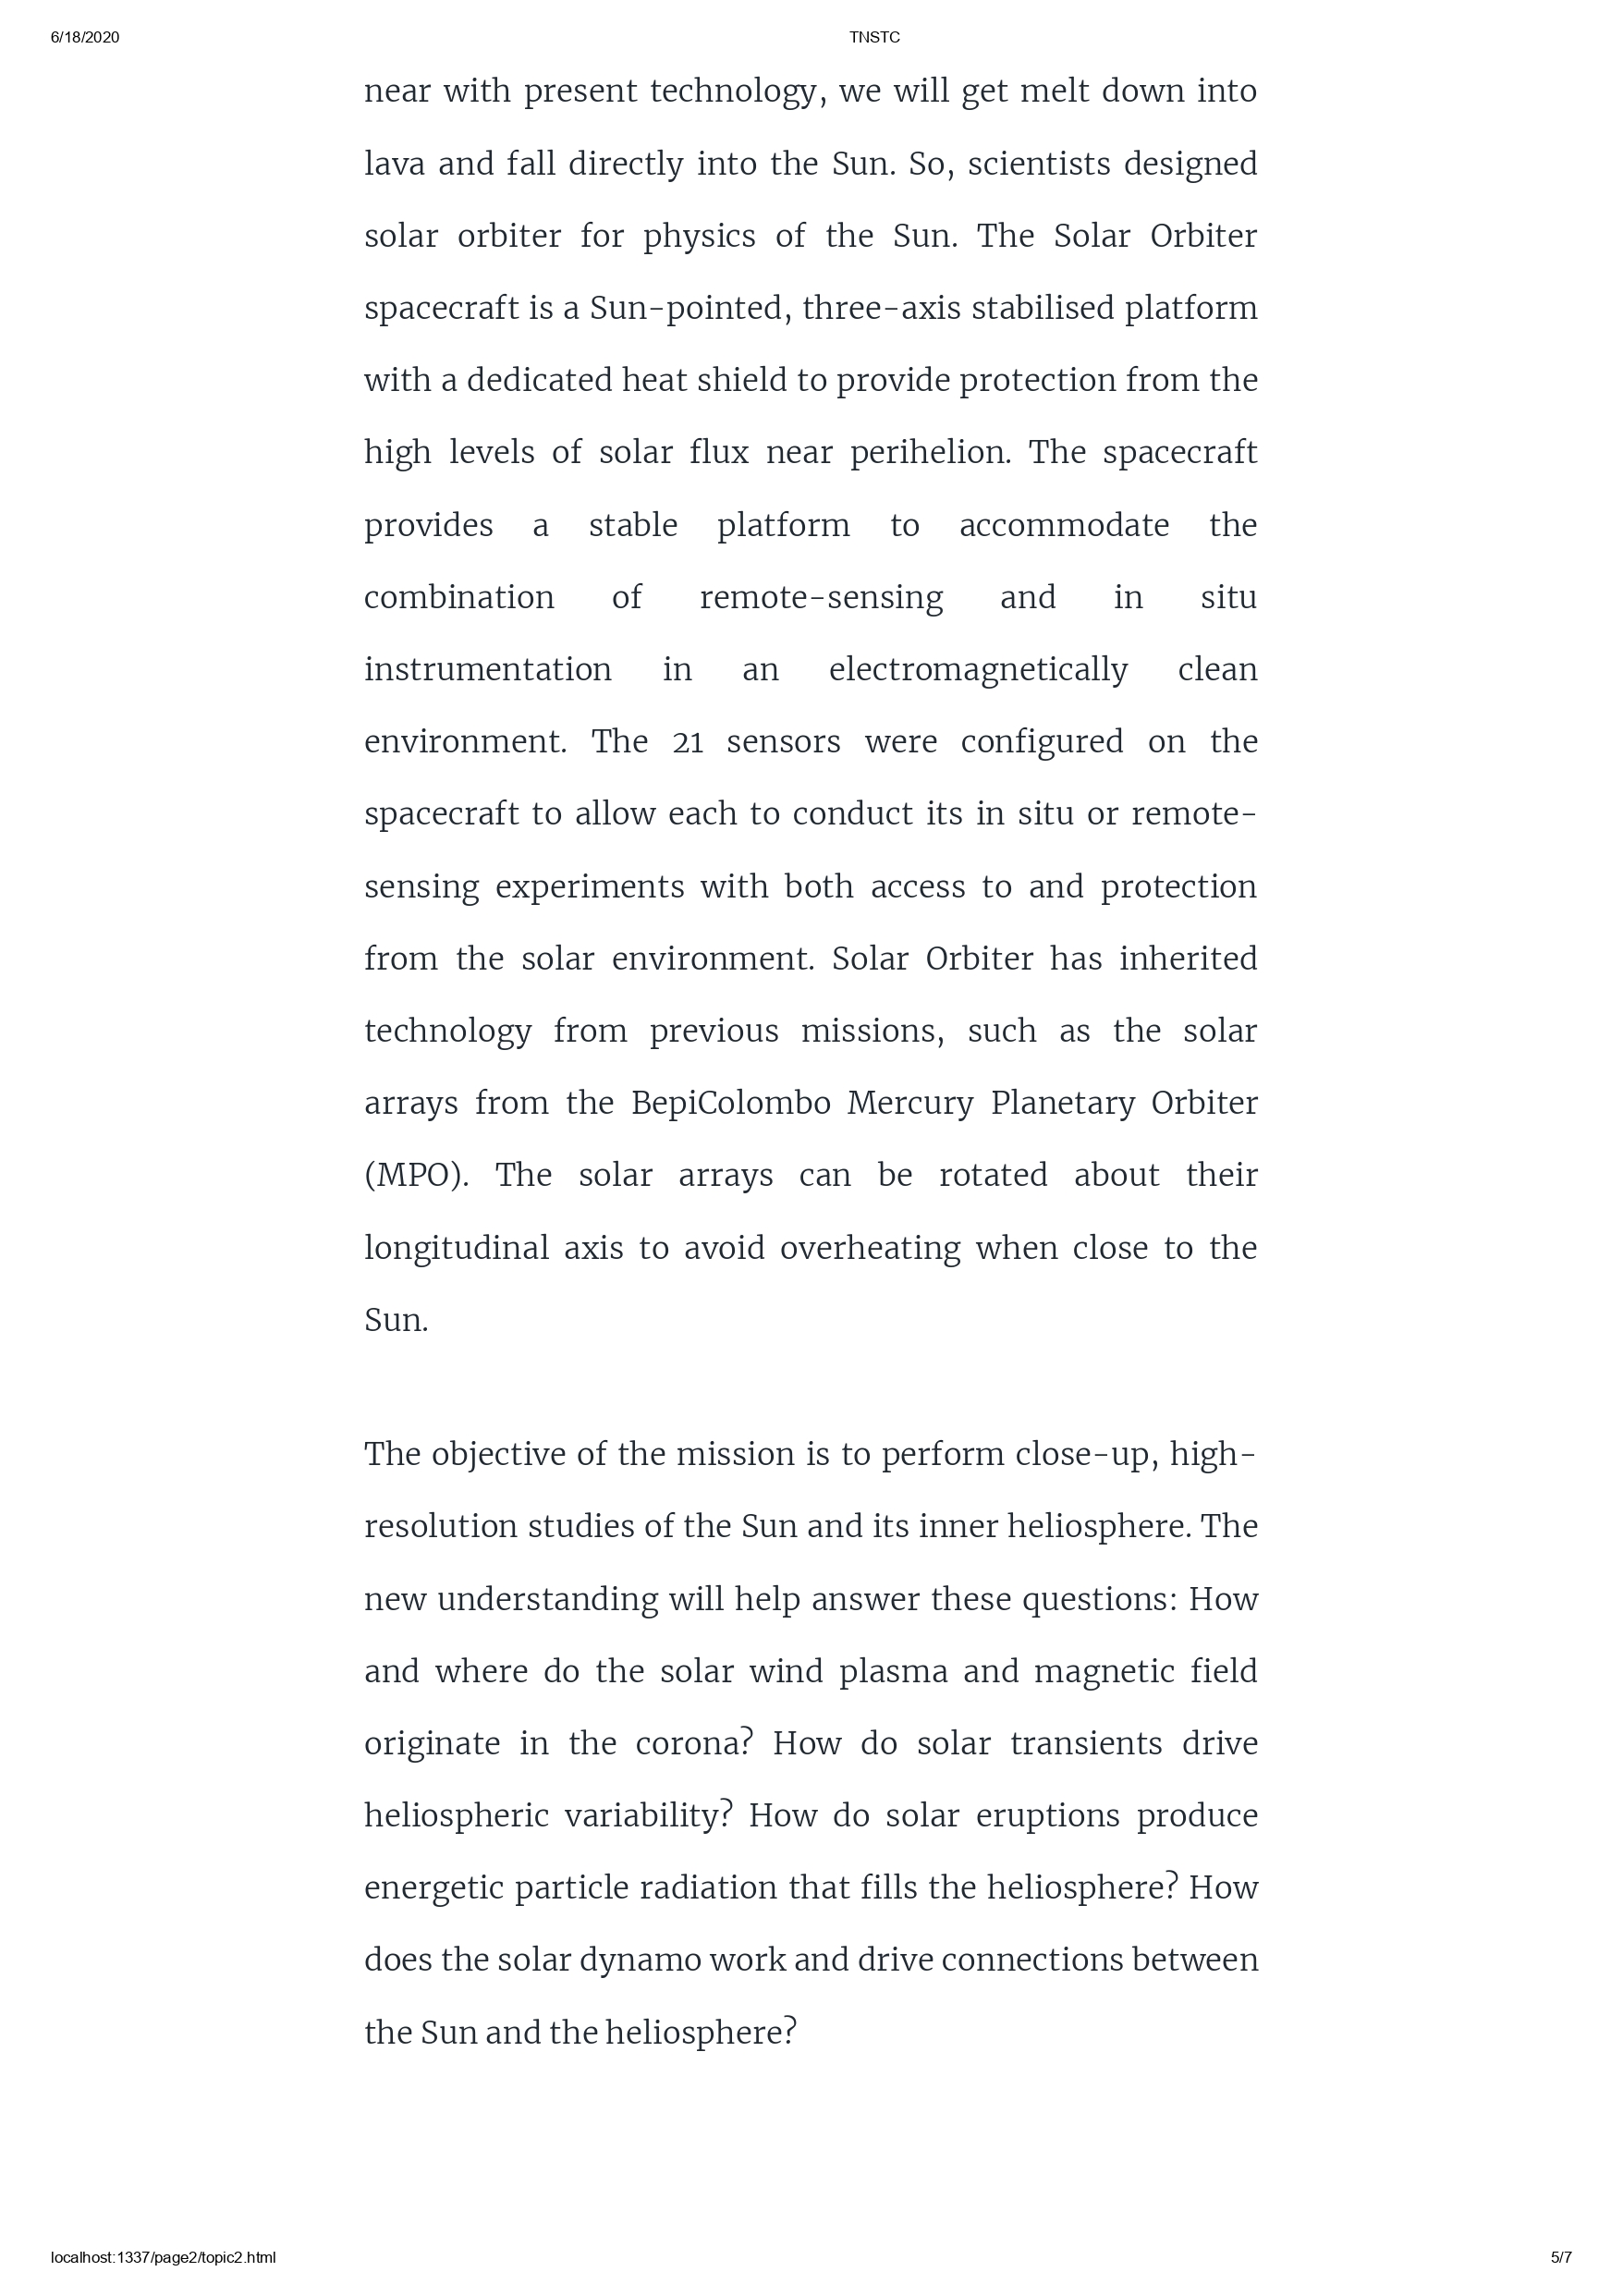 6/18/2020
TNSTC
near with present technology, we will get melt down into
lava and fall directly into the Sun. So, scientists designed
solar orbiter for physics of the Sun. The Solar Orbiter
spacecraft is a Sun-pointed, three-axis stabilised platform
with a dedicated heat shield to provide protection from the
high levels of solar flux near perihelion. The spacecraft
provides a stable platform to accommodate the
combination of remote-sensing and in situ
instrumentation in an electromagnetically clean
environment. The 21 sensors were configured on the
spacecraft to allow each to conduct its in situ or remote-
sensing experiments with both access to and protection
from the solar environment. Solar Orbiter has inherited
technology from previous missions, such as the solar
arrays from the BepiColombo Mercury Planetary Orbiter
(MPO). The solar arrays can be rotated about their
longitudinal axis to avoid overheating when close to the
Sun.
The objective of the mission is to perform close-up, high-
resolution studies of the Sun and its inner heliosphere. The
new understanding will help answer these questions: How
and where do the solar wind plasma and magnetic field
originate in the corona? How do solar transients drive
heliospheric variability? How do solar eruptions produce
energetic particle radiation that fills the heliosphere? How
does the solar dynamo work and drive connections between
the Sun and the heliosphere?
localhost:1337/page2/topic2.html
5/7